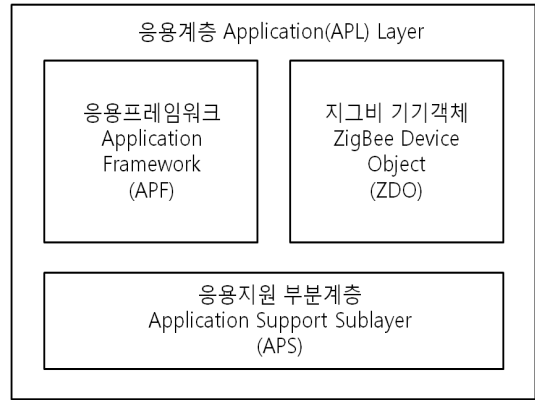 응용계층 Application(APL) Layer
응용프레임워크
Application
Framework
(APF)
지그비 기기객체
ZigBee Device
Object
(ZDO)
응용지원 부분계층
Application Support Sublayer
(APS)